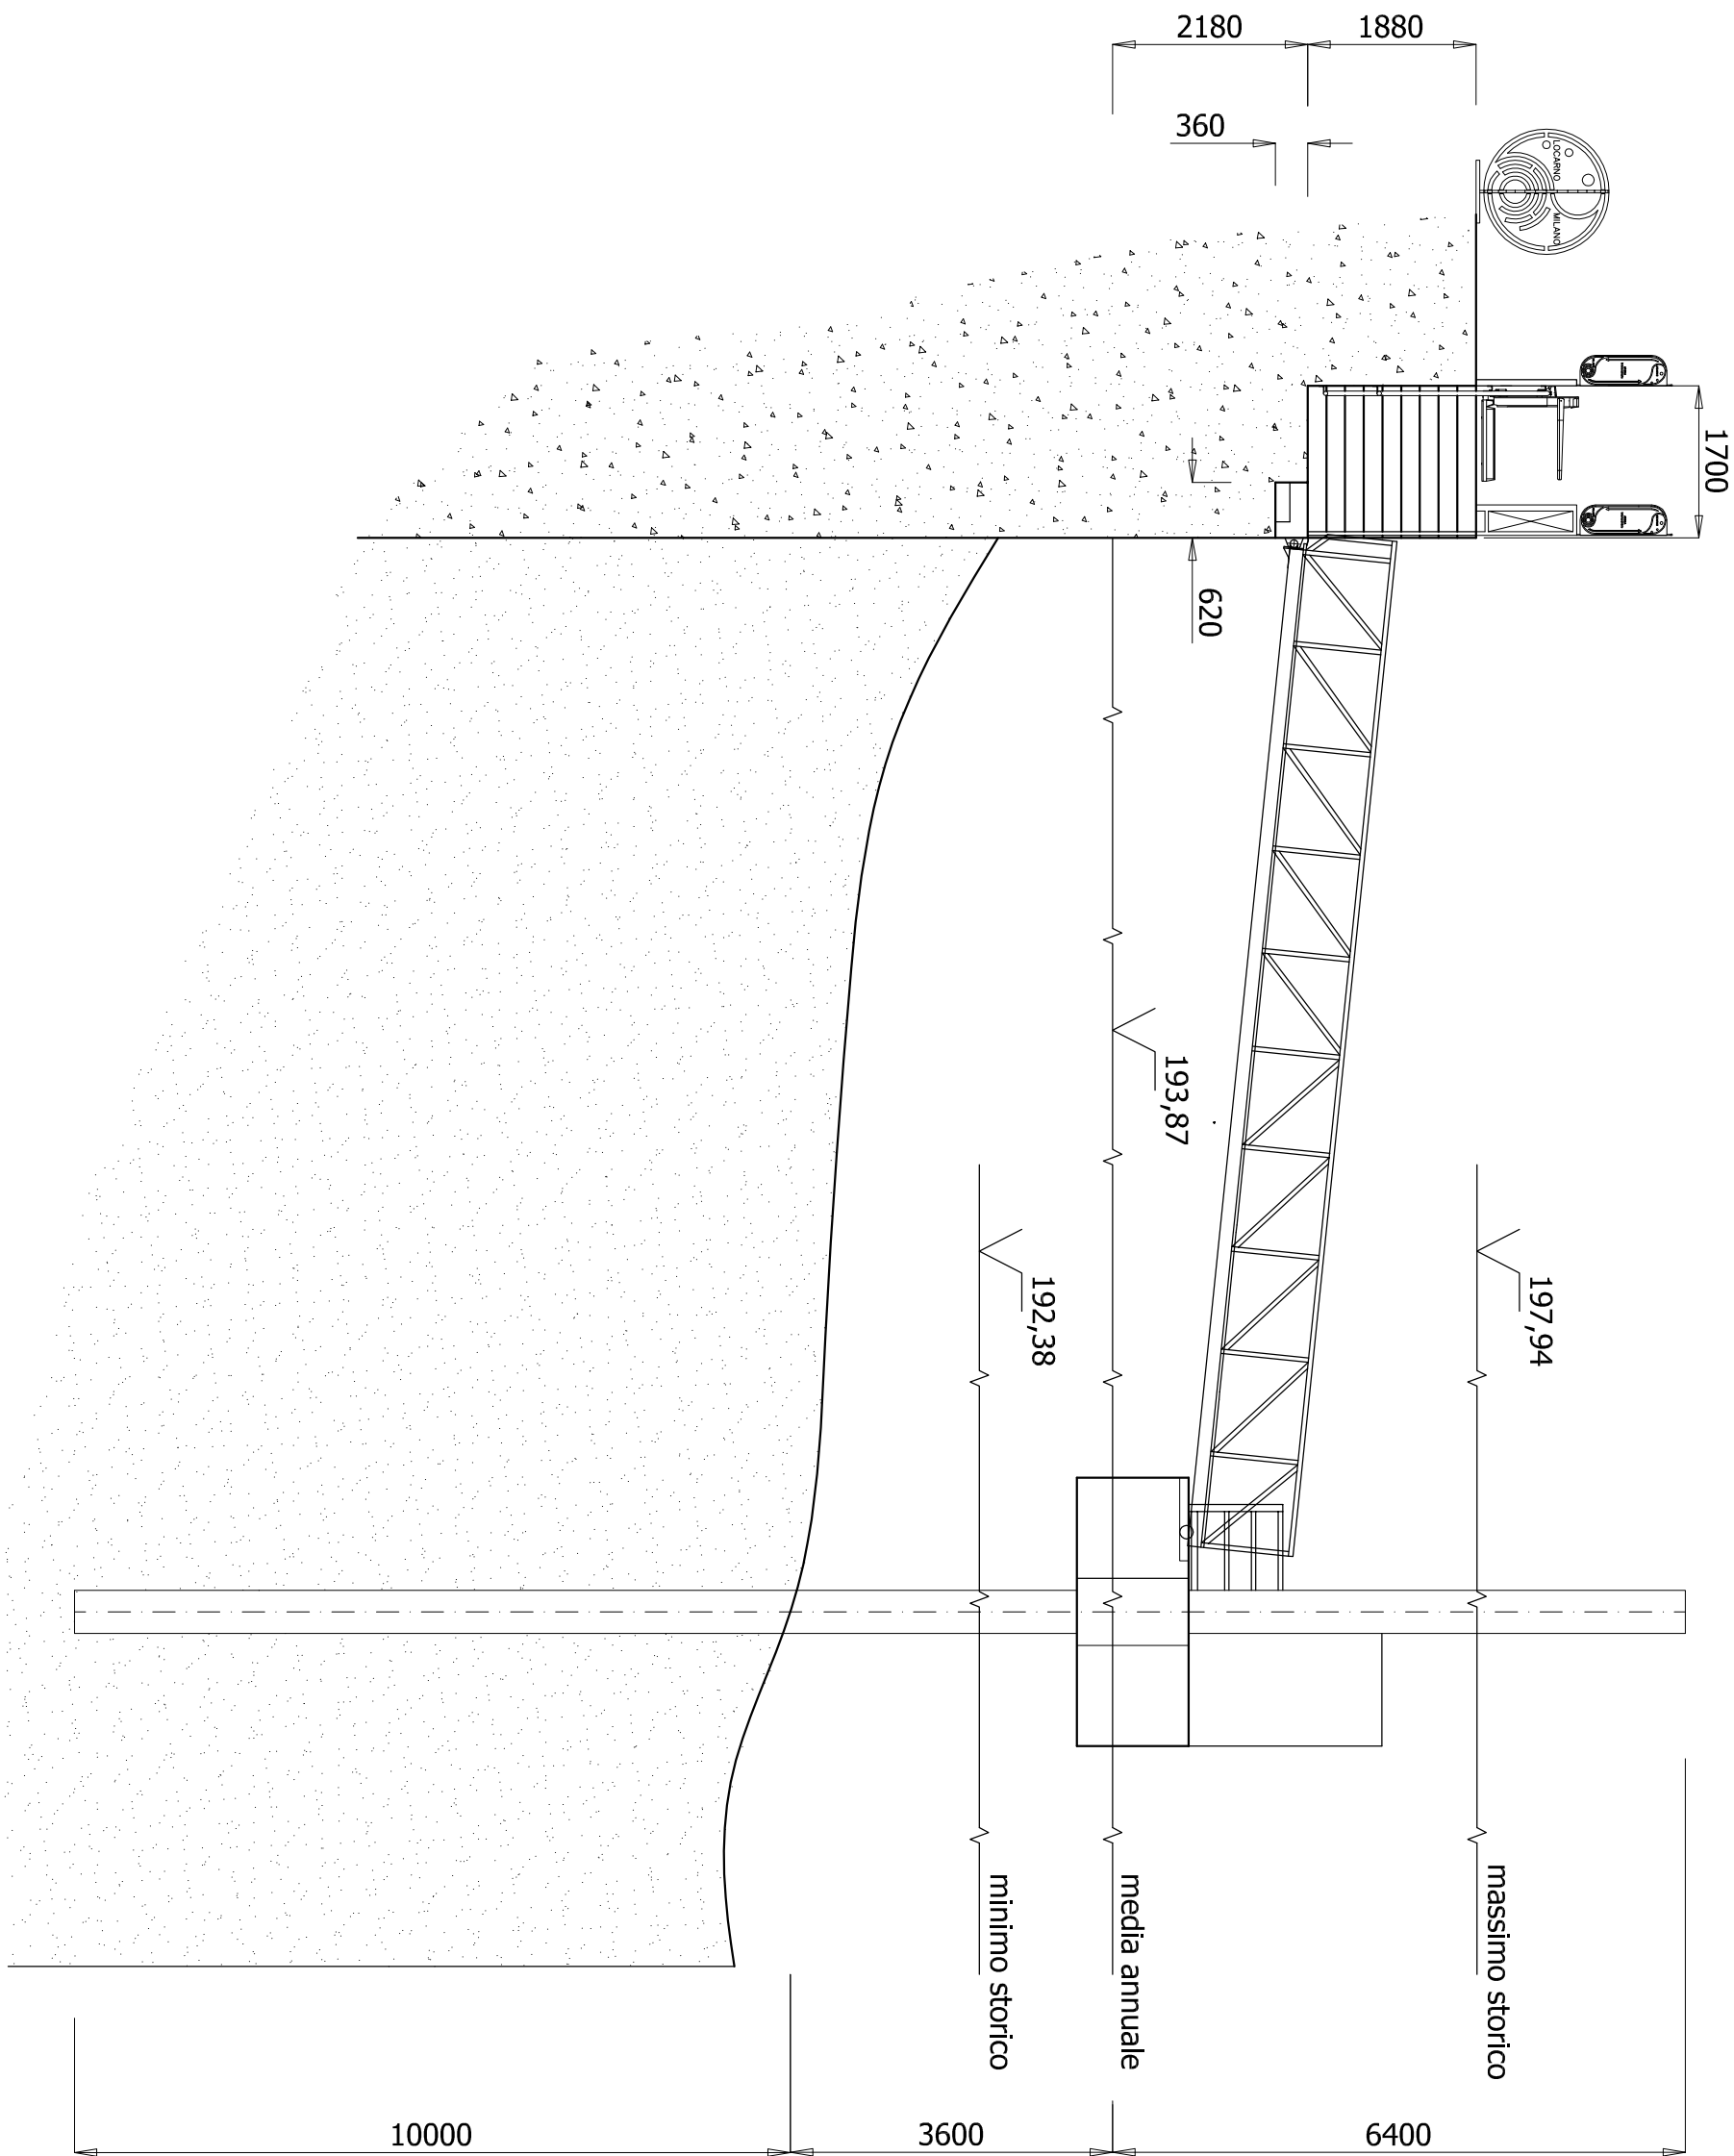 2180
1880
360
LOCARNO
MILANO
1700
620
193,87
197,94
192,38
massimo storico
media annuale
minimo storico
10000
3600
6400